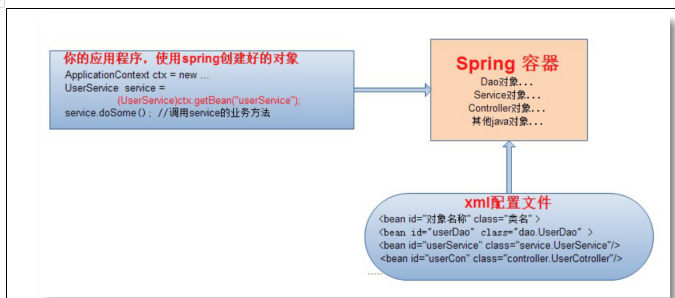 你的应用程序，使用spring创建好的对象
ApplicationContext ctx = new ...
UserService service =
(UserService)ctx.getBean("userService");
service.doSome(); //调用service的业务方法
Spring 容器
Dao对象...
Service对象...
Controller对象...
其他java对象...
xml配置文件
<bean id="对象名称" class="类名" >
<bean id="userDao" class="dao.UserDao" >
<bean id="userService" class="service.UserService"/>
<bean id="userCon" class="controller.UserCotroller"/>
......